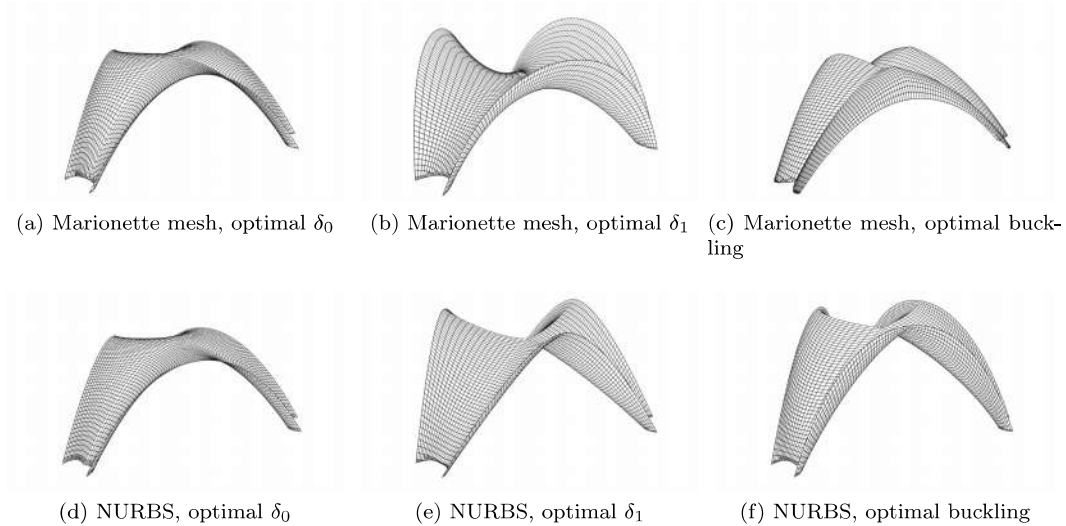 (a) Marionette mesh, optimal δ₀
(b) Marionette mesh, optimal δ₁
(c) Marionette mesh, optimal buck-
ling
(d) NURBS, optimal δ₀
(e) NURBS, optimal δ₁
(f) NURBS, optimal buckling